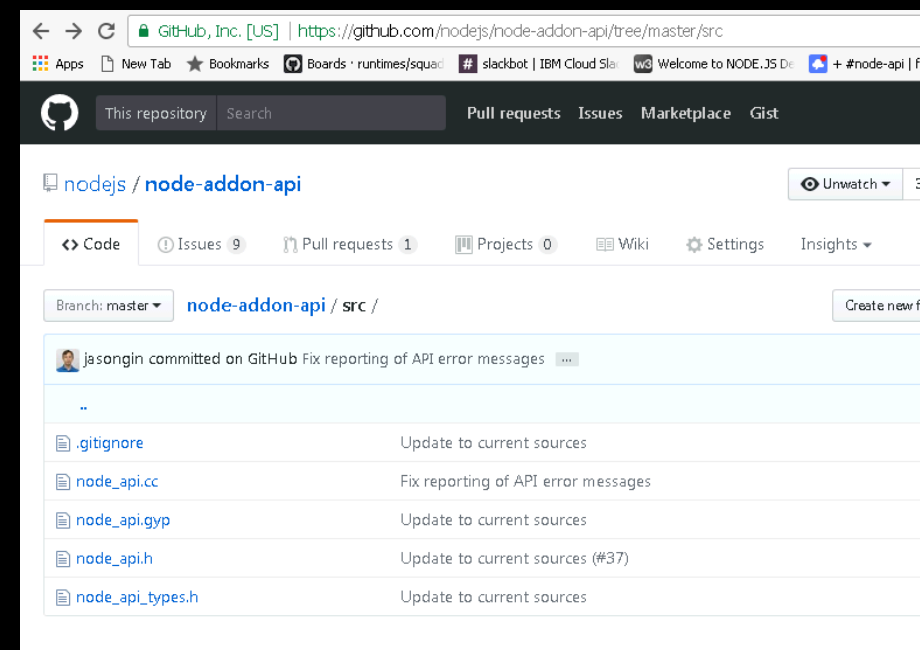 GitHub, Inc. [US] | https://github.com/nodejs/node-addon-api/tree/master/src
Apps New Tab Bookmarks Boards · runtimes/squad # slackbot | IBM Cloud Sla w3 Welcome to NODE.JS De + #node-api | f
This repository Search Pull requests Issues Marketplace Gist
nodejs / node-addon-api Unwatch
<> Code Issues 9 Pull requests 1 Projects 0 Wiki Settings Insights
Branch: master node-addon-api / src / Create new f
jasongin committed on GitHub Fix reporting of API error messages ...
..
.gitignore Update to current sources
node_api.cc Fix reporting of API error messages
node_api.gyp Update to current sources
node_api.h Update to current sources (#37)
node_api_types.h Update to current sources